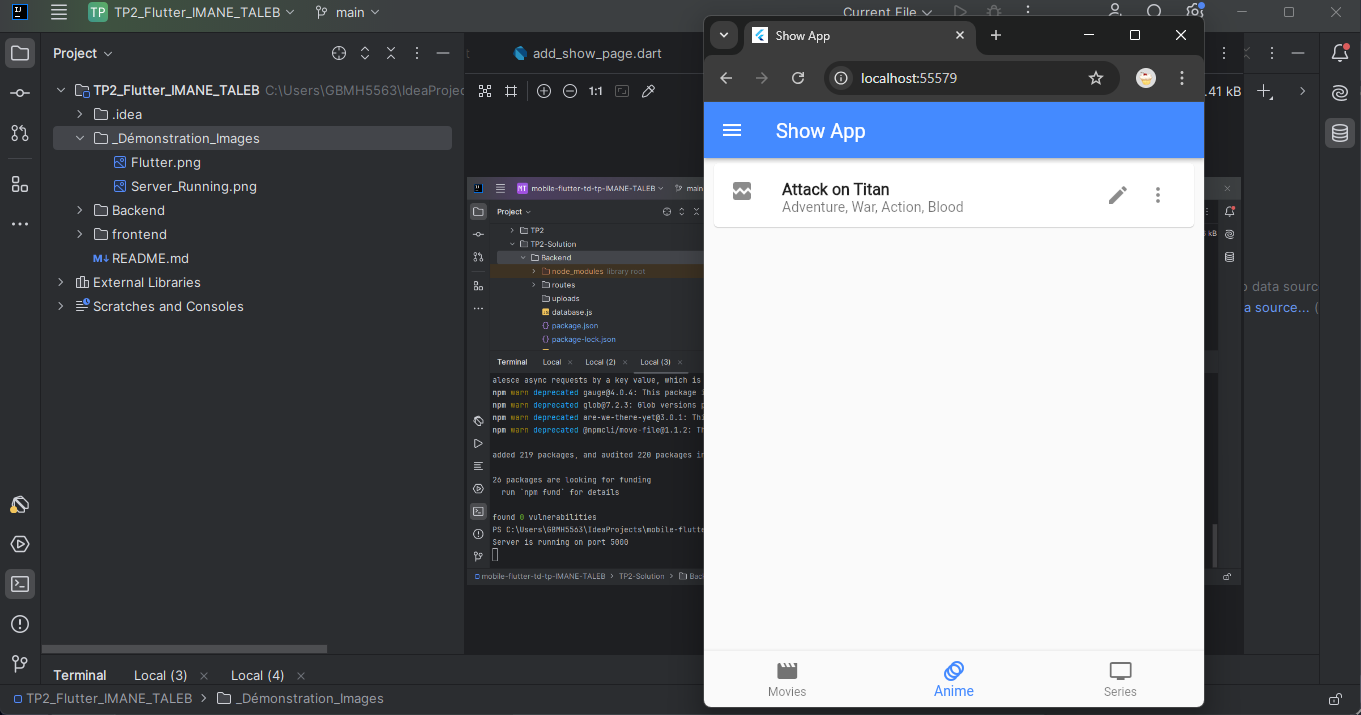 TP TP2_Flutter_IMANE_TALEB main Current File
Project
add_show_page.dart
TP2_Flutter_IMANE_TALEB C:\Users\GBMH5563\IdeaProjec
.idea
_Démonstration_Images
Flutter.png
Server_Running.png
Backend
frontend
M↓ README.md
External Libraries
Scratches and Consoles
1:1
.41 kB
MT mobile-flutter-td-tp-IMANE-TALEB main
Project
TP2
TP2-Solution
Backend
node_modules library root
routes
uploads
database.js
package.json
package-lock.json
Terminal Local Local (2) Local (3)
alesce async requests by a key value, which is
npm warn deprecated gauge@4.0.4: This package i
npm warn deprecated glob@7.2.3: Glob versions p
npm warn deprecated are-we-there-yet@3.0.1: Thi
npm warn deprecated @npmcli/move-file@1.1.2: Th
added 219 packages, and audited 220 packages in
26 packages are looking for funding
run `npm fund` for details
found 0 vulnerabilities
PS C:\Users\GBMH5563\IdeaProjects\mobile-flutte
Server is running on port 5000
mobile-flutter-td-tp-IMANE-TALEB > TP2-Solution > Bac
kB
data sourc
a source... (
Show App
localhost:55579
Show App
Attack on Titan
Adventure, War, Action, Blood
Movies Anime Series
Terminal Local (3) Local (4)
TP2_Flutter_IMANE_TALEB > _Démonstration_Images